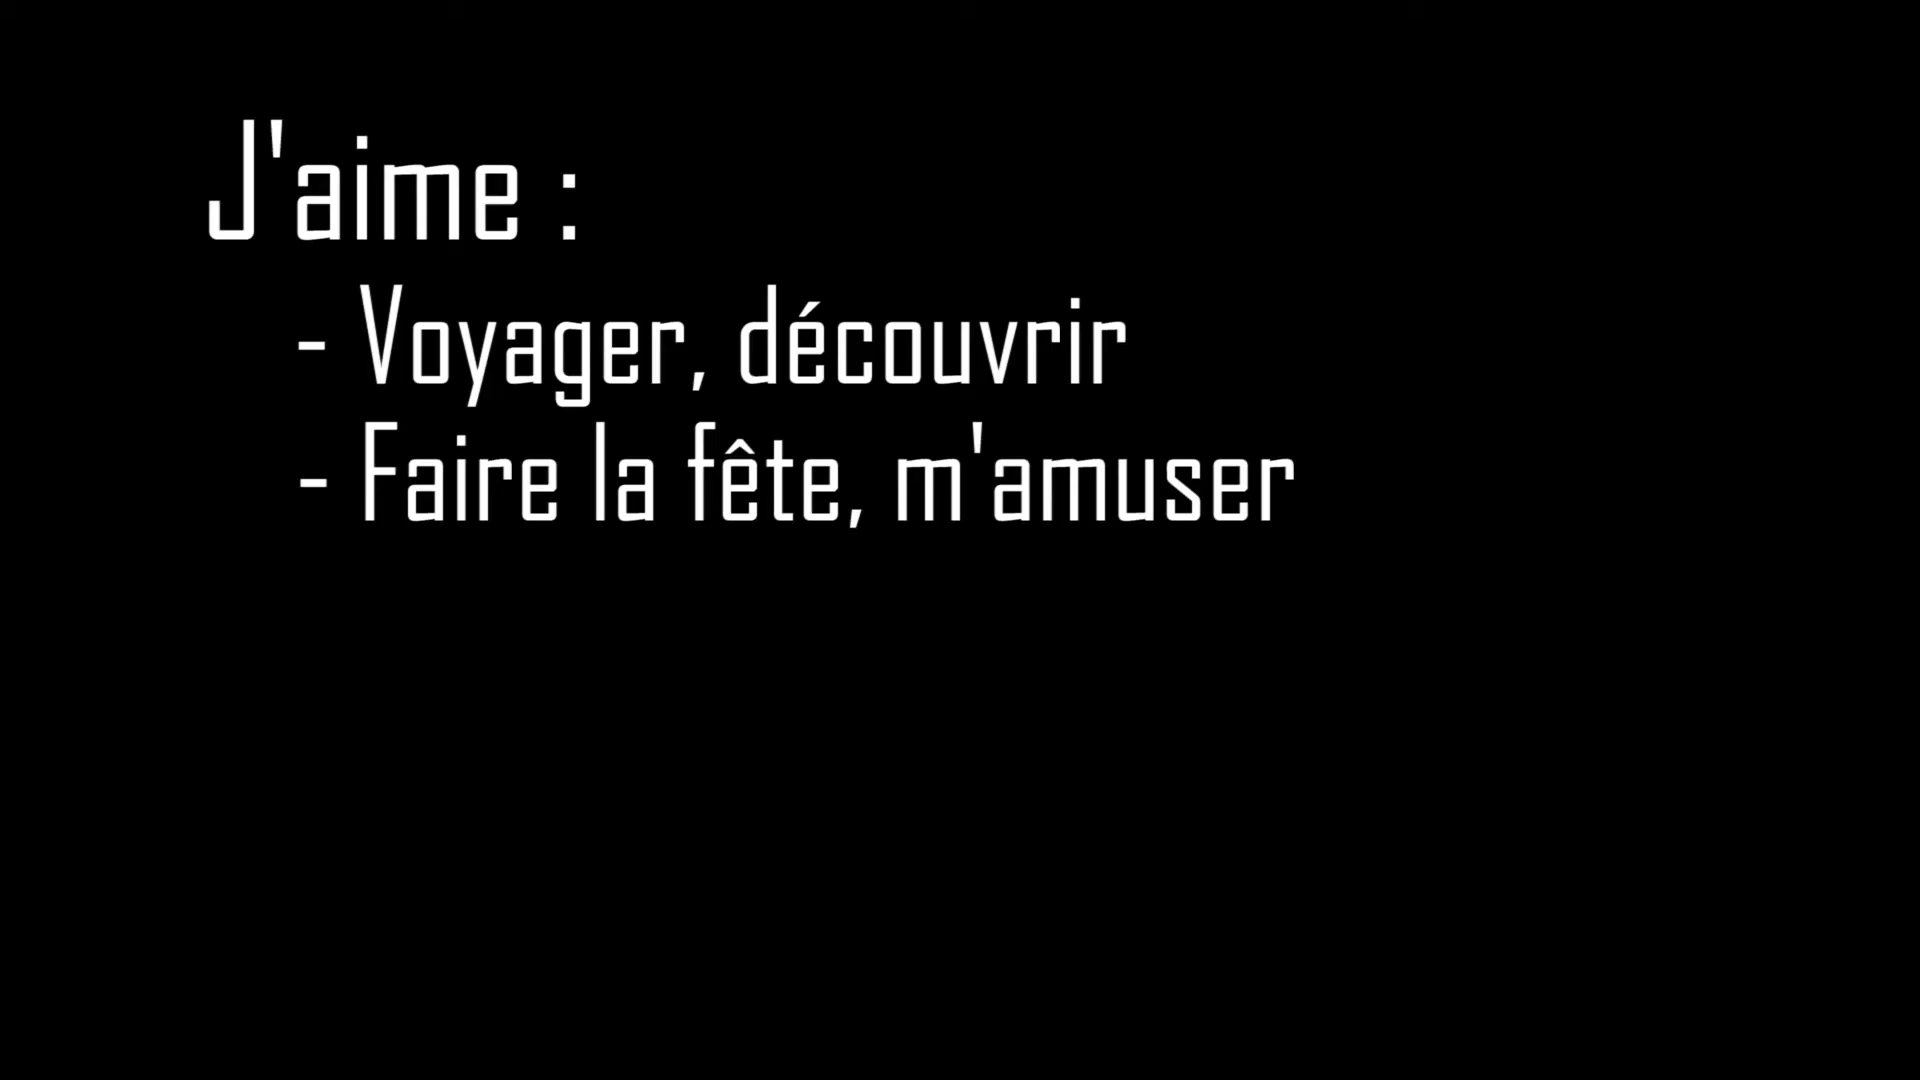 J'aime :
- Voyager, découvrir
- Faire la fête, m'amuser